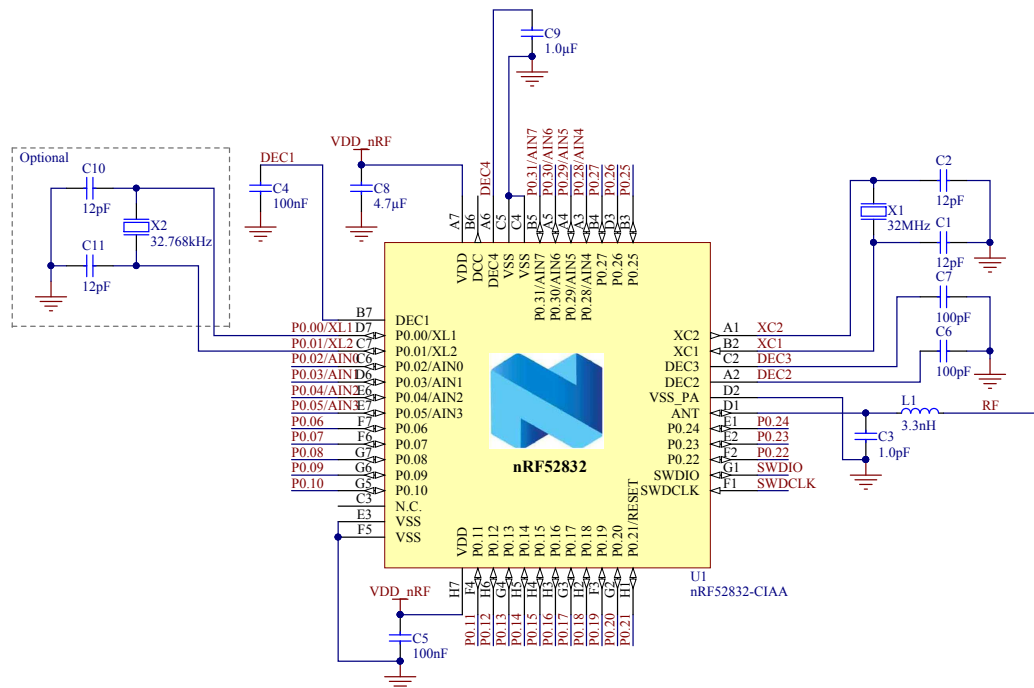 C9
1.0µF
VDD_nRF
Optional
DEC1
C10
12pF
X2
32.768kHz
C11
12pF
C4
100nF
C8
4.7µF
DEC4
P0.31/AIN7
P0.30/AIN6
P0.29/AIN5
P0.28/AIN4
P0.27
P0.26
P0.25
C2
12pF
X1
32MHz
C1
12pF
C7
100pF
C6
100pF
A7
B6
A6
C5
C4
B5
A5
A4
A3
B4
D3
B3
VDD
DCC
DEC4
VSS
VSS
P0.31/AIN7
P0.30/AIN6
P0.29/AIN5
P0.28/AIN4
P0.27
P0.26
P0.25
B7 DEC1
P0.00/XL1 D7 P0.00/XL1
P0.01/XL2 C7 P0.01/XL2
P0.02/AIN0 C6 P0.02/AIN0
P0.03/AIN1 D6 P0.03/AIN1
P0.04/AIN2 E6 P0.04/AIN2
P0.05/AIN3 E7 P0.05/AIN3
P0.06 F7 P0.06
P0.07 F6 P0.07
P0.08 G7 P0.08
P0.09 G6 P0.09
P0.10 G5 P0.10
C3 N.C.
E3 VSS
F5 VSS
nRF52832
XC2 A1 XC2
XC1 B2 XC1
DEC3 C2 DEC3
DEC2 A2 DEC2
VSS_PA D2
ANT D1
P0.24 E1 P0.24
P0.23 E2 P0.23
P0.22 F2 P0.22
SWDIO G1 SWDIO
SWDCLK F1 SWDCLK
L1
3.3nH
RF
C3
1.0pF
VDD
P0.11
P0.12
P0.13
P0.14
P0.15
P0.16
P0.17
P0.18
P0.19
P0.20
P0.21/RESET
H7
F4
H6
G4
H5
H4
H3
G3
H2
F3
G2
H1
U1
nRF52832-CIAA
VDD_nRF
C5
100nF
P0.11
P0.12
P0.13
P0.14
P0.15
P0.16
P0.17
P0.18
P0.19
P0.20
P0.21